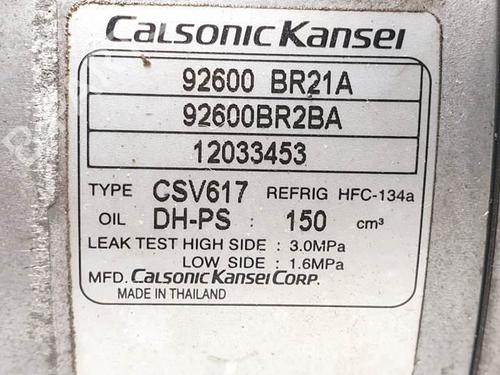 Calsonic Kansei
92600 BR21A
92600BR2BA
12033453
TYPE CSV617 REFRIG HFC-134a
OIL DH-PS : 150 cm³
LEAK TEST HIGH SIDE : 3.0MPa
LOW SIDE : 1.6MPa
MFD. CALSONIC KANSEI CORP.
MADE IN THAILAND